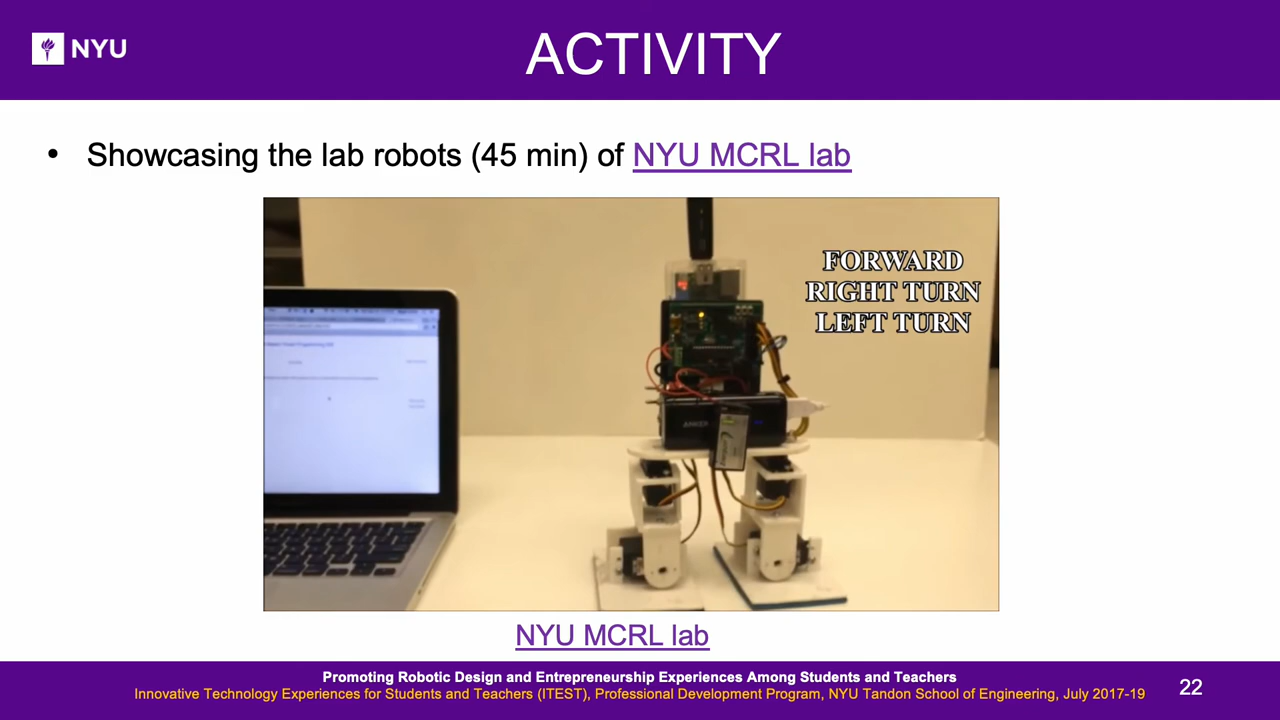 NYU
ACTIVITY
• Showcasing the lab robots (45 min) of NYU MCRL lab
FORWARD
RIGHT TURN
LEFT TURN
ANKER
NYU MCRL lab
Promoting Robotic Design and Entrepreneurship Experiences Among Students and Teachers
Innovative Technology Experiences for Students and Teachers (ITEST), Professional Development Program, NYU Tandon School of Engineering, July 2017-19
22